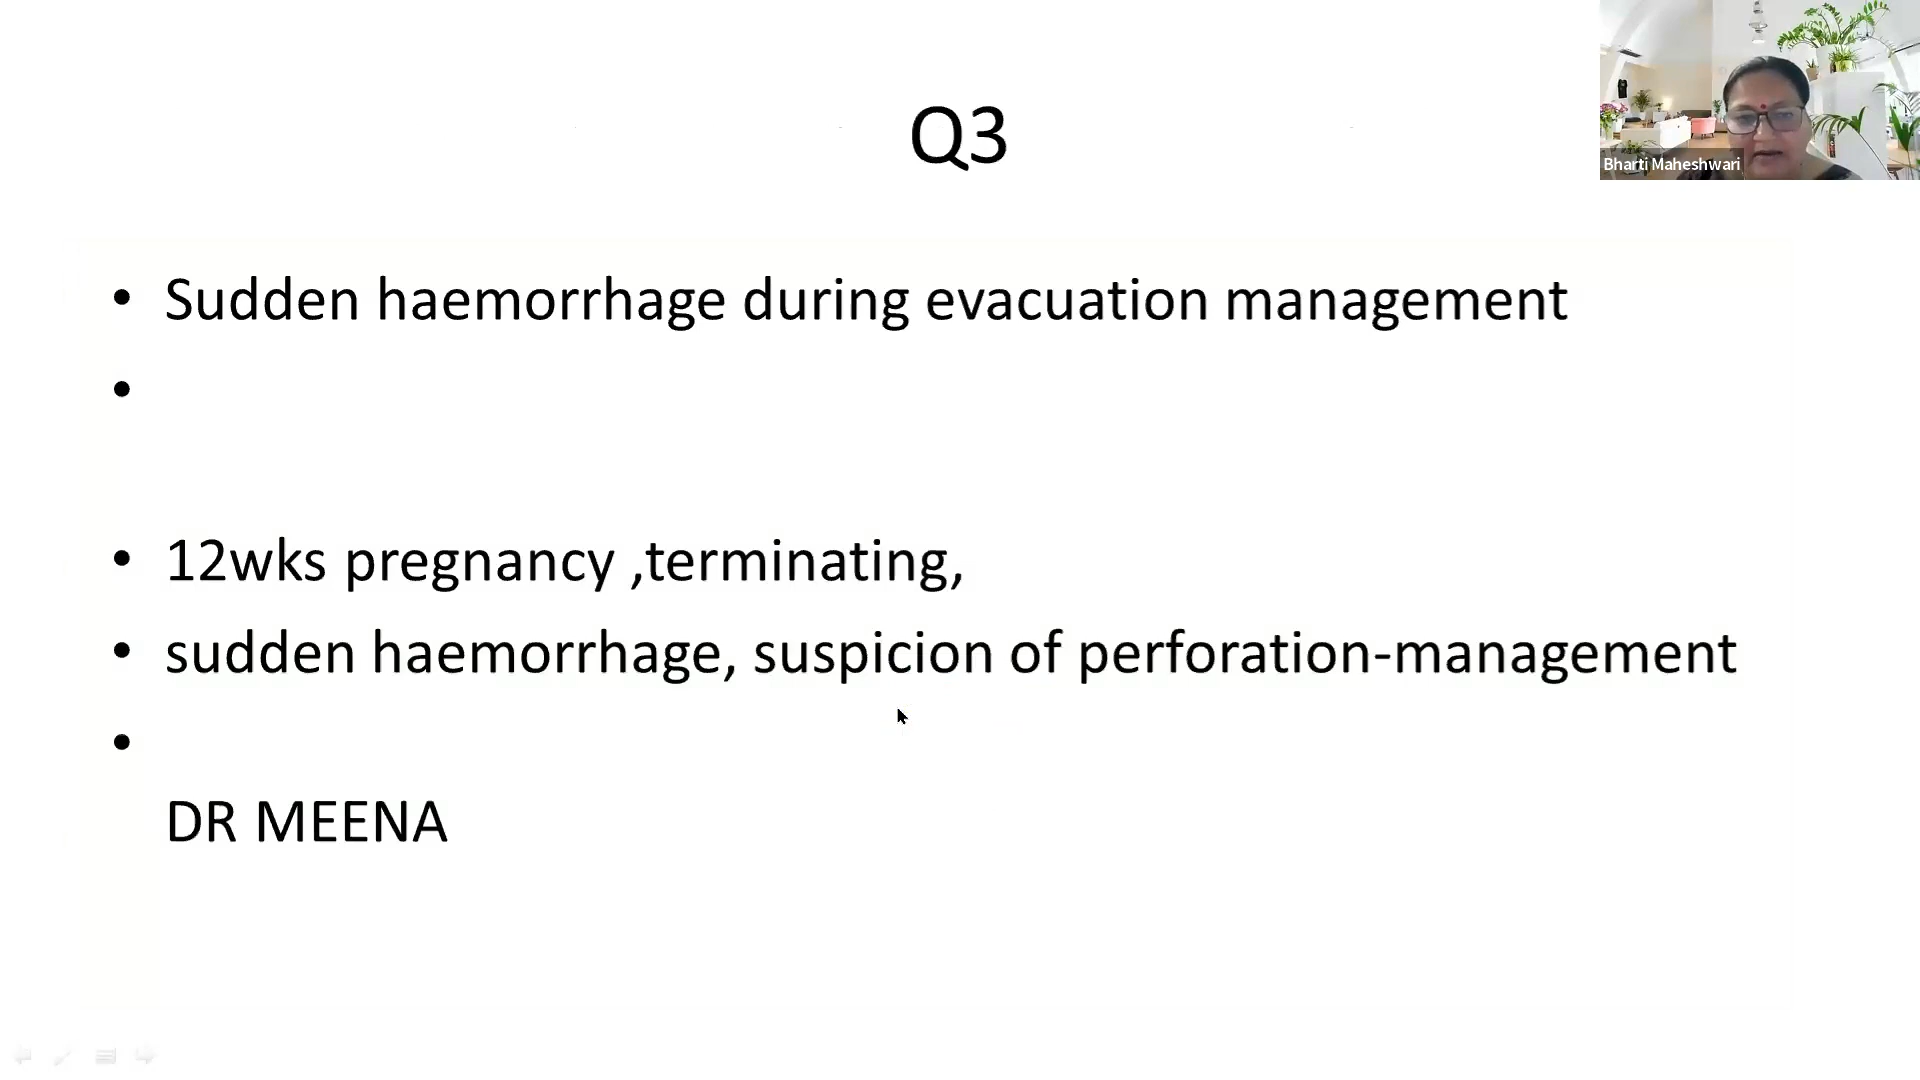 Q3
Bharti Maheshwari
• Sudden haemorrhage during evacuation management
•
• 12wks pregnancy ,terminating,
• sudden haemorrhage, suspicion of perforation-management
•
DR MEENA